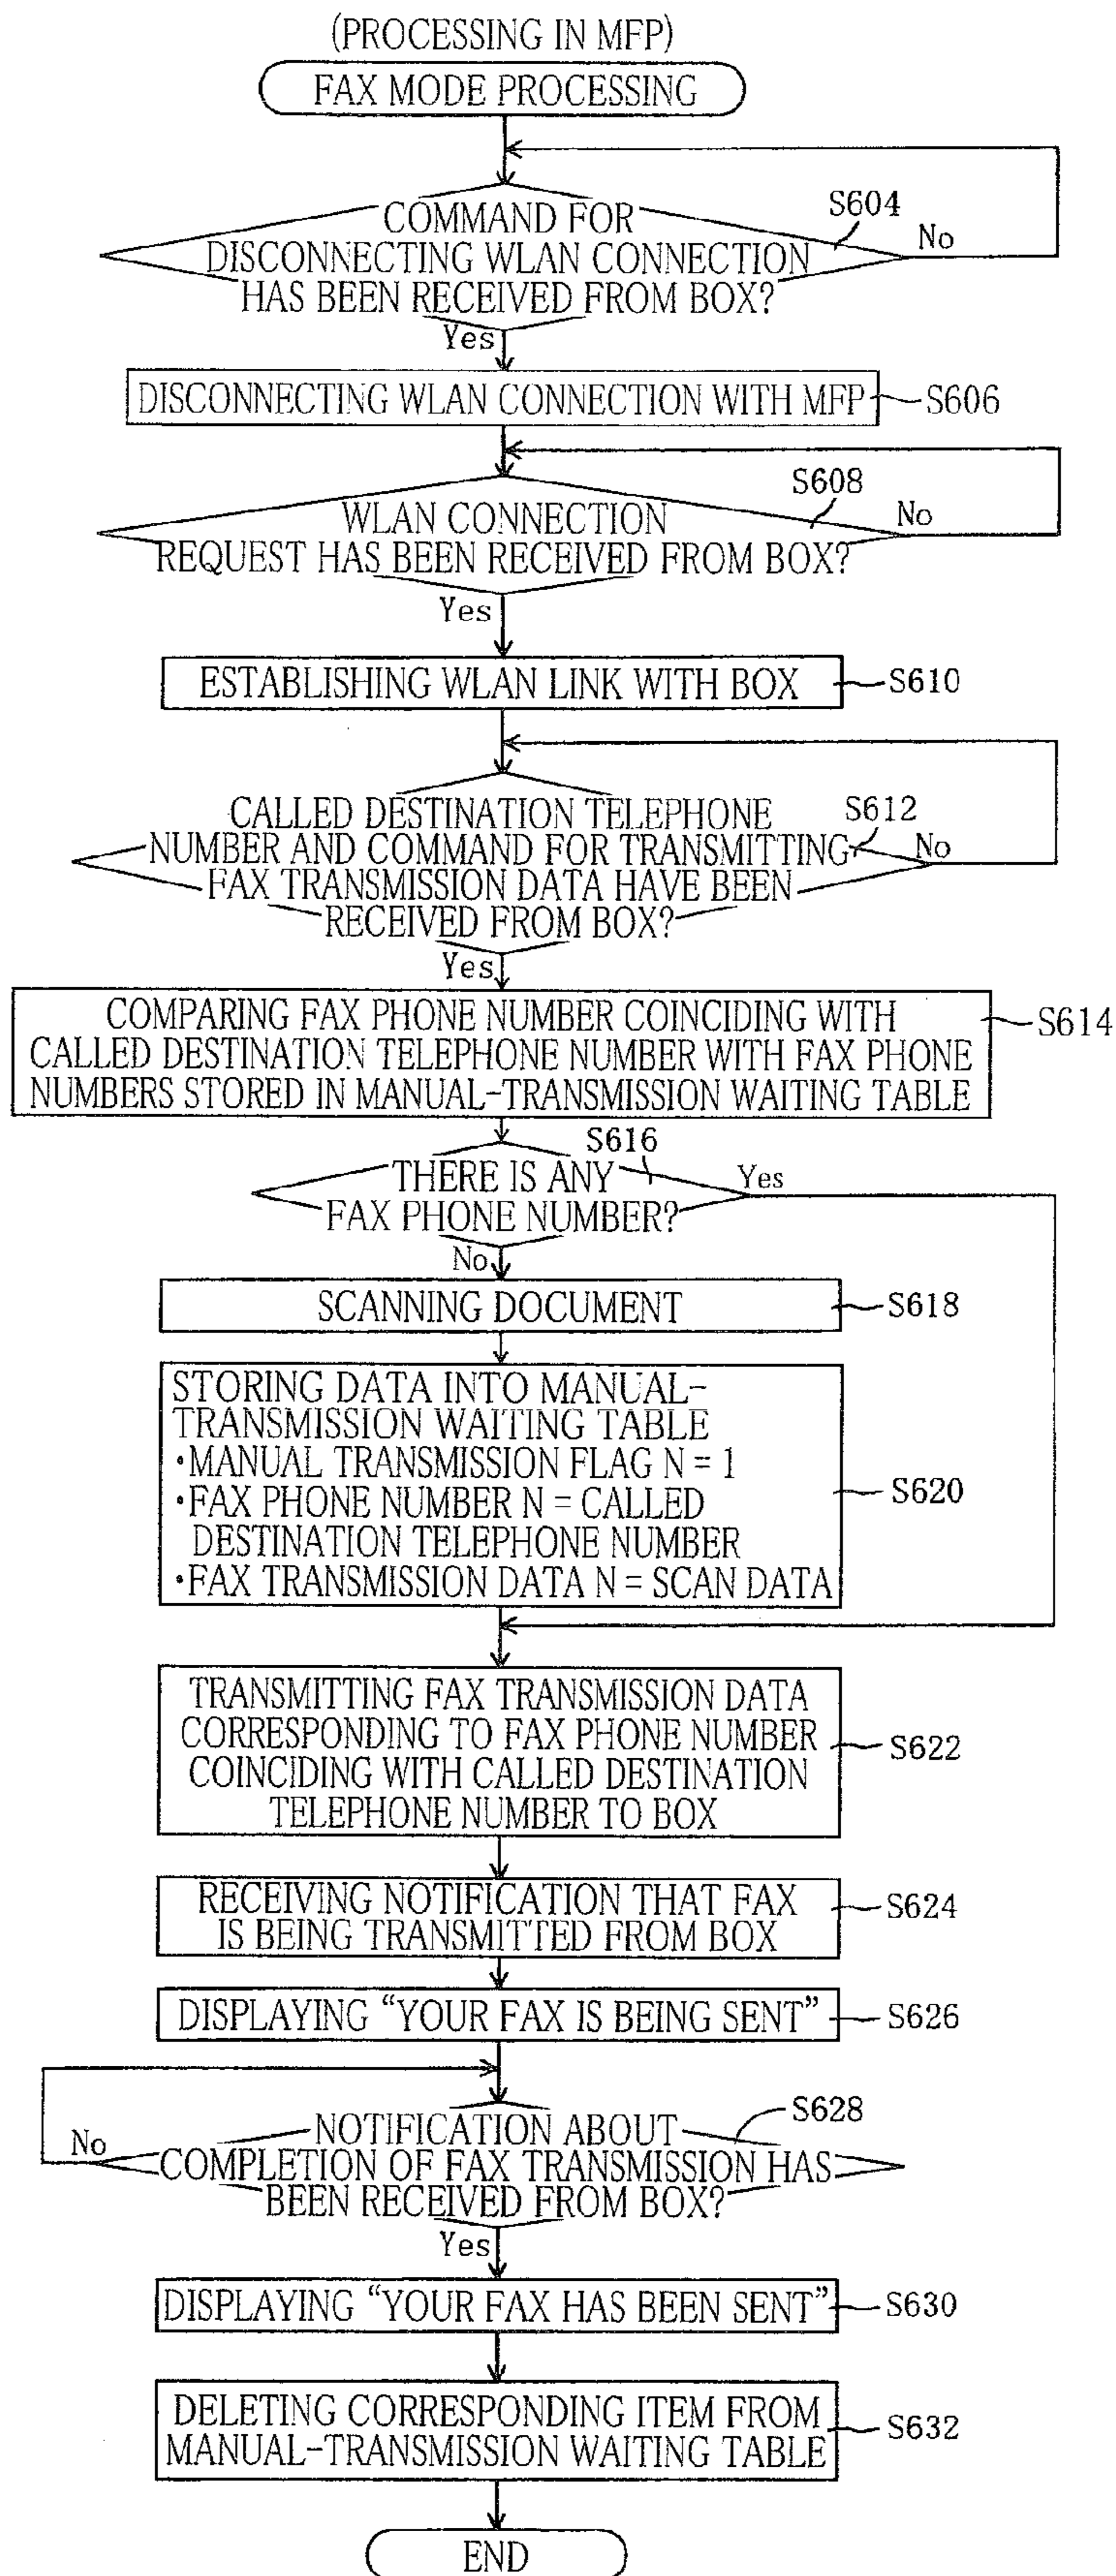 (PROCESSING IN MFP)
FAX MODE PROCESSING
COMMAND FOR
DISCONNECTING WLAN CONNECTION
HAS BEEN RECEIVED FROM BOX?
S604
No
Yes
DISCONNECTING WLAN CONNECTION WITH MFP
S606
S608
No
WLAN CONNECTION
REQUEST HAS BEEN RECEIVED FROM BOX?
Yes
ESTABLISHING WLAN LINK WITH BOX
S610
CALLED DESTINATION TELEPHONE
NUMBER AND COMMAND FOR TRANSMITTING
FAX TRANSMISSION DATA HAVE BEEN
RECEIVED FROM BOX?
S612
No
Yes
COMPARING FAX PHONE NUMBER COINCIDING WITH
CALLED DESTINATION TELEPHONE NUMBER WITH FAX PHONE
NUMBERS STORED IN MANUAL-TRANSMISSION WAITING TABLE
S614
S616
THERE IS ANY
FAX PHONE NUMBER?
Yes
No
SCANNING DOCUMENT
S618
STORING DATA INTO MANUAL-
TRANSMISSION WAITING TABLE
•MANUAL TRANSMISSION FLAG N = 1
•FAX PHONE NUMBER N = CALLED
DESTINATION TELEPHONE NUMBER
•FAX TRANSMISSION DATA N = SCAN DATA
S620
TRANSMITTING FAX TRANSMISSION DATA
CORRESPONDING TO FAX PHONE NUMBER
COINCIDING WITH CALLED DESTINATION
TELEPHONE NUMBER TO BOX
S622
RECEIVING NOTIFICATION THAT FAX
IS BEING TRANSMITTED FROM BOX
S624
DISPLAYING “YOUR FAX IS BEING SENT”
S626
S628
No
NOTIFICATION ABOUT
COMPLETION OF FAX TRANSMISSION HAS
BEEN RECEIVED FROM BOX?
Yes
DISPLAYING “YOUR FAX HAS BEEN SENT”
S630
DELETING CORRESPONDING ITEM FROM
MANUAL-TRANSMISSION WAITING TABLE
S632
END